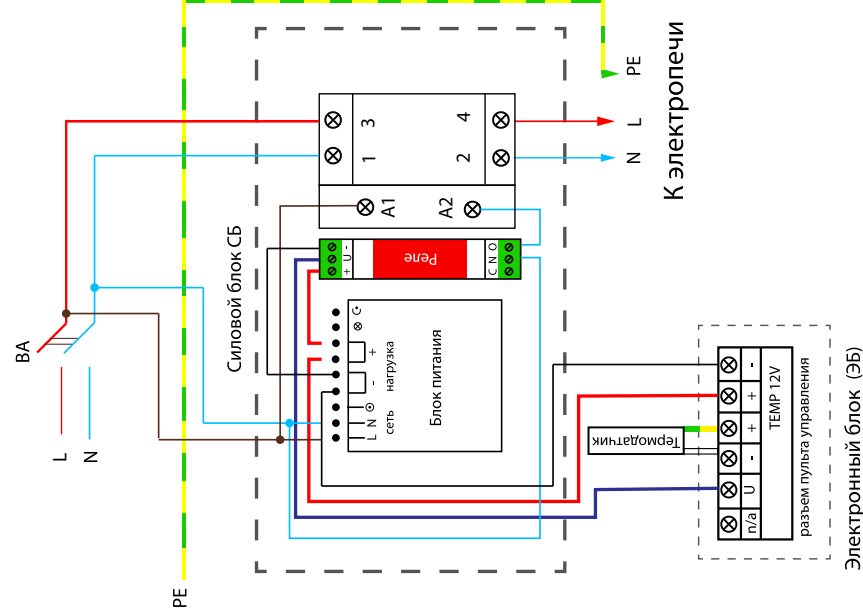 BA
L
N
PE
Силовой блок СБ
L N
сеть
- +
нагрузка
Блок питания
+ U -
Реле
C N O
A1
A2
1 3
2 4
N
L
PE
К электропечи
Термодатчик
n/a U - + + -
TEMP 12V
разъем пульта управления
Электронный блок (ЭБ)